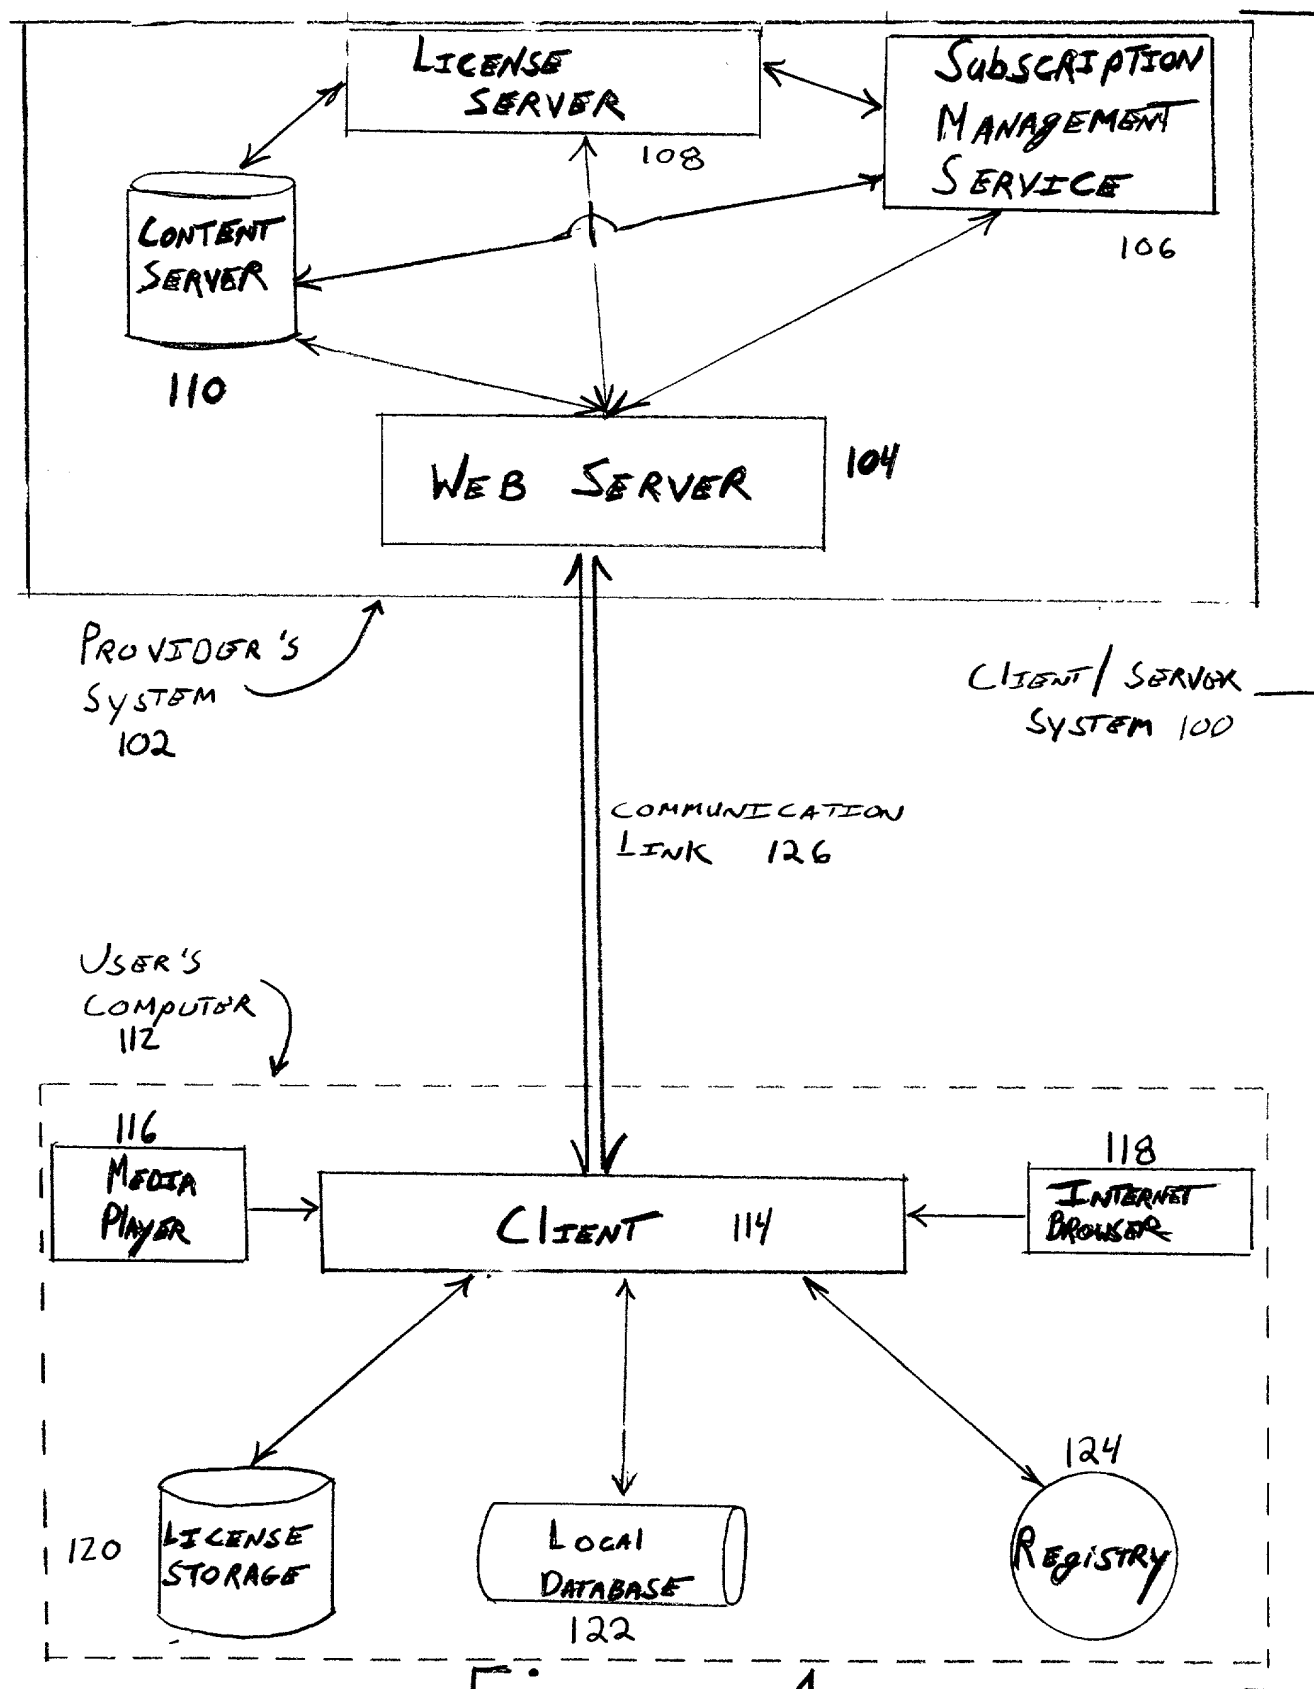 LICENSE
SERVER
108
SUBSCRIPTION
MANAGEMENT
SERVICE
106
CONTENT
SERVER
110
WEB SERVER
104
PROVIDER'S
SYSTEM
102
CLIENT/SERVER
SYSTEM 100
COMMUNICATION
LINK 126
USER'S
COMPUTER
112
116
MEDIA
PLAYER
CLIENT 114
118
INTERNET
BROWSER
120
LICENSE
STORAGE
LOCAL
DATABASE
122
124
REGISTRY